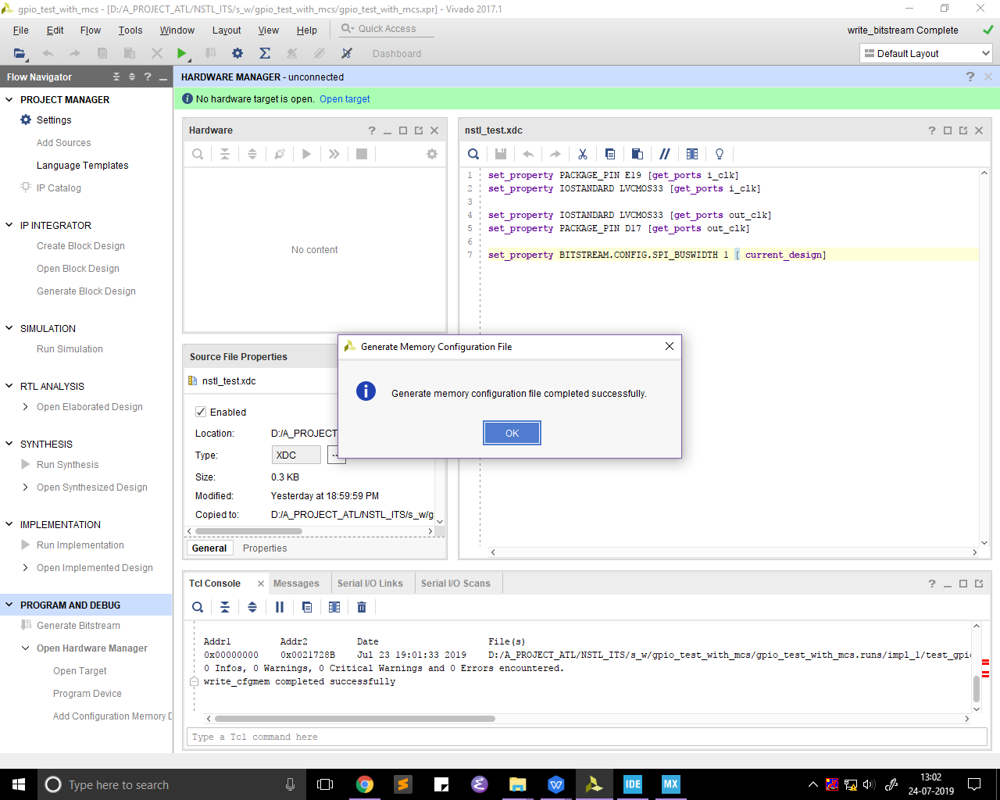 gpio_test_with_mcs - [D:/A_PROJECT_ATL/NSTL_ITS/s_w/gpio_test_with_mcs/gpio_test_with_mcs.xpr] - Vivado 2017.1
File Edit Flow Tools Window Layout View Help Quick Access
write_bitstream Complete
Dashboard
Default Layout
Flow Navigator
PROJECT MANAGER
Settings
Add Sources
Language Templates
IP Catalog
IP INTEGRATOR
Create Block Design
Open Block Design
Generate Block Design
SIMULATION
Run Simulation
RTL ANALYSIS
Open Elaborated Design
SYNTHESIS
Run Synthesis
Open Synthesized Design
IMPLEMENTATION
Run Implementation
Open Implemented Design
PROGRAM AND DEBUG
Generate Bitstream
Open Hardware Manager
Open Target
Program Device
Add Configuration Memory D
HARDWARE MANAGER - unconnected
No hardware target is open. Open target
Hardware
No content
nstl_test.xdc
1 set_property PACKAGE_PIN E19 [get_ports i_clk]
2 set_property IOSTANDARD LVCMOS33 [get_ports i_clk]
3
4 set_property IOSTANDARD LVCMOS33 [get_ports out_clk]
5 set_property PACKAGE_PIN D17 [get_ports out_clk]
6
7 set_property BITSTREAM.CONFIG.SPI_BUSWIDTH 1 [ current_design]
Source File Properties
nstl_test.xdc
Enabled
Location: D:/A_PROJECT
Type: XDC
Size: 0.3 KB
Modified: Yesterday at 18:59:59 PM
Copied to: D:/A_PROJECT_ATL/NSTL_ITS/s_w/g
General Properties
Generate Memory Configuration File
Generate memory configuration file completed successfully.
OK
Tcl Console Messages Serial I/O Links Serial I/O Scans
Addr1 Addr2 Date File(s)
0x00000000 0x0021728B Jul 23 19:01:33 2019 D:/A_PROJECT_ATL/NSTL_ITS/s_w/gpio_test_with_mcs/gpio_test_with_mcs.runs/impl_1/test_gpi
0 Infos, 0 Warnings, 0 Critical Warnings and 0 Errors encountered.
write_cfgmem completed successfully
Type a Tcl command here
Type here to search
IDE
MX
13:02
24-07-2019